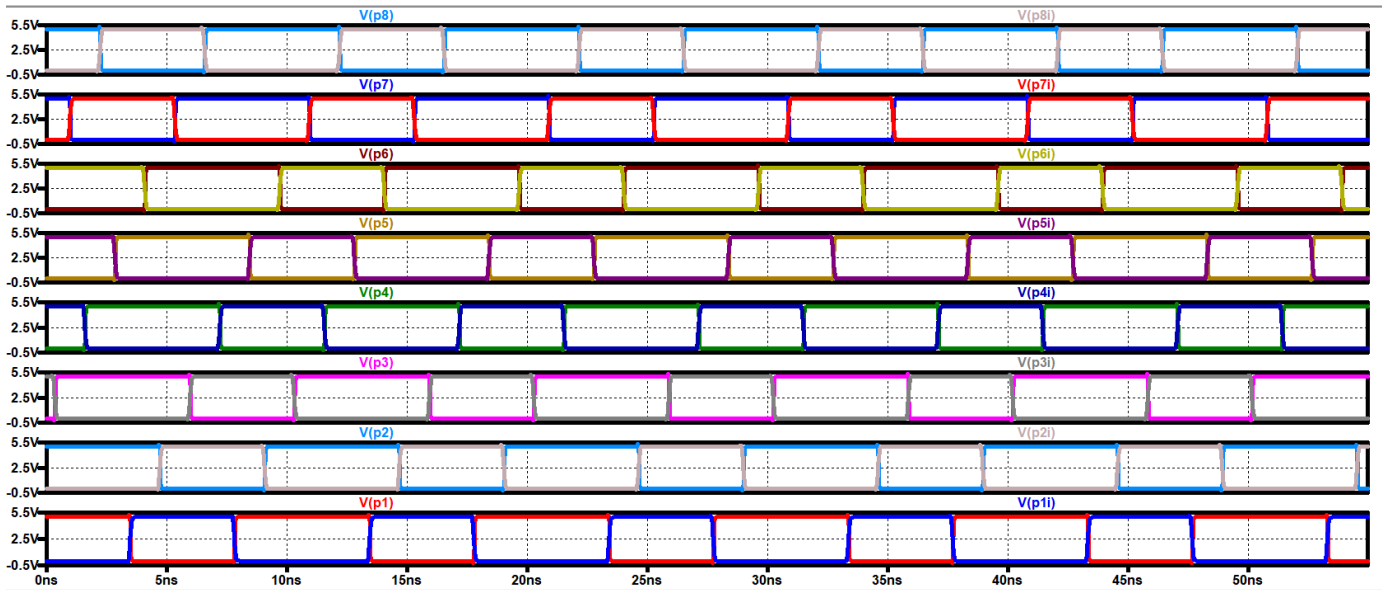 V(p8) V(p8i)
5.5V
2.5V
-0.5V
V(p7) V(p7i)
5.5V
2.5V
-0.5V
V(p6) V(p6i)
5.5V
2.5V
-0.5V
V(p5) V(p5i)
5.5V
2.5V
-0.5V
V(p4) V(p4i)
5.5V
2.5V
-0.5V
V(p3) V(p3i)
5.5V
2.5V
-0.5V
V(p2) V(p2i)
5.5V
2.5V
-0.5V
V(p1) V(p1i)
5.5V
2.5V
-0.5V
0ns 5ns 10ns 15ns 20ns 25ns 30ns 35ns 40ns 45ns 50ns